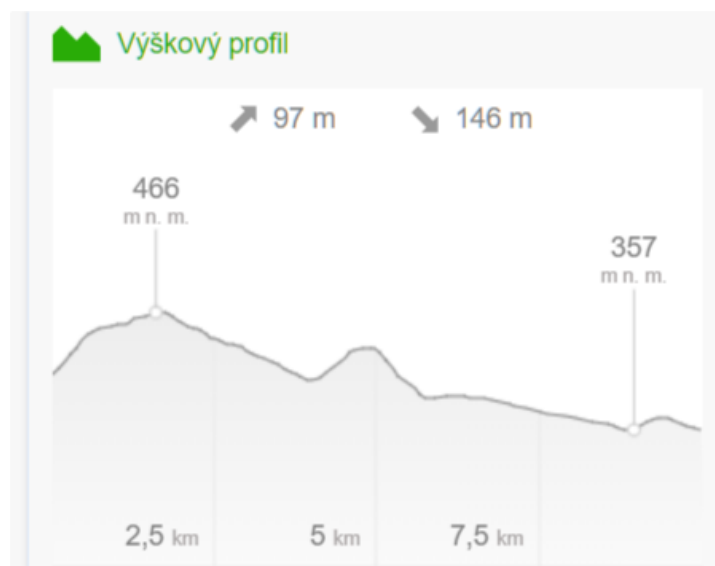 Výškový profil
97 m 146 m
466
m n. m.
357
m n. m.
2,5 km 5 km 7,5 km